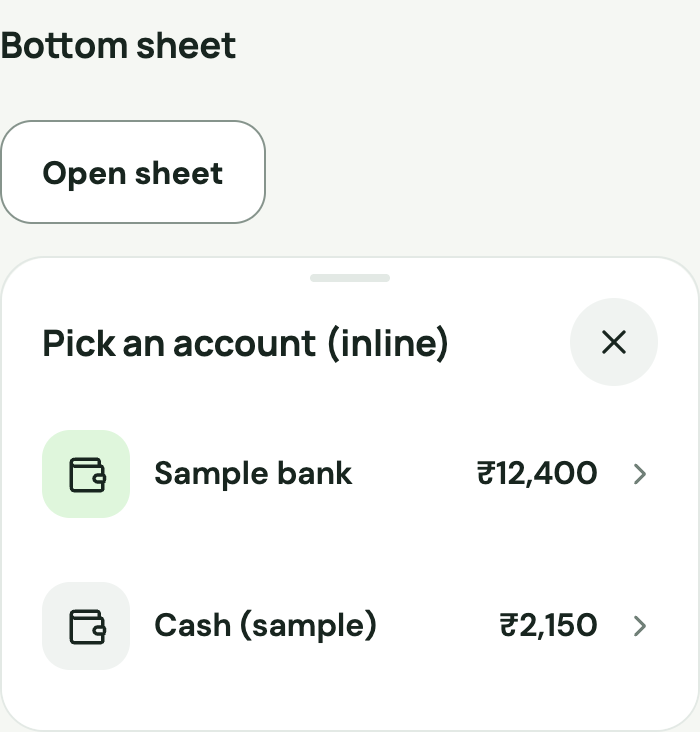 Bottom sheet
Open sheet
Pick an account (inline)
Sample bank ₹12,400
Cash (sample) ₹2,150